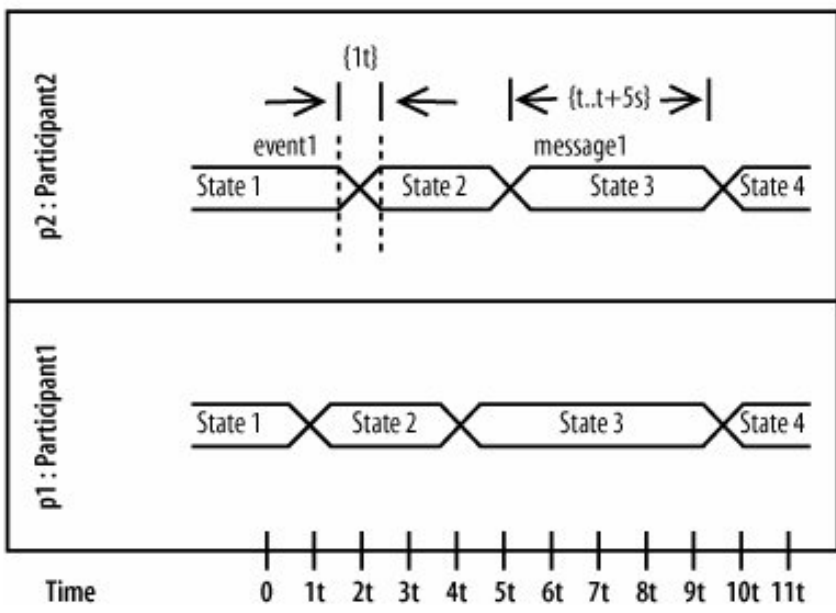 {1t}
{t..t+5s}
event1
message1
State 1
State 2
State 3
State 4
p2 : Participant2
State 1
State 2
State 3
State 4
p1 : Participant1
Time 0 1t 2t 3t 4t 5t 6t 7t 8t 9t 10t 11t